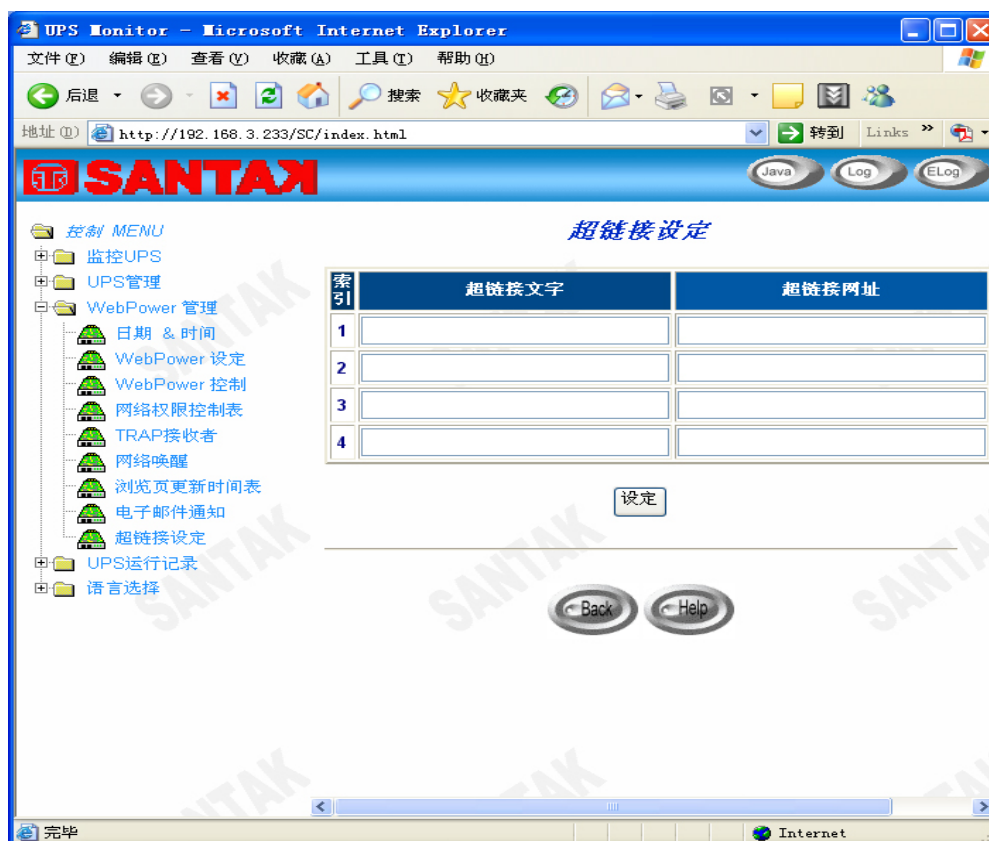 UPS Monitor - Microsoft Internet Explorer
文件(F) 编辑(E) 查看(V) 收藏(A) 工具(T) 帮助(H)
后退 搜索 收藏夹
地址(D) http://192.168.3.233/SC/index.html 转到 Links »
SANTAK Java Log ELog
控制 MENU
监控UPS
UPS管理
WebPower 管理
日期 & 时间
WebPower 设定
WebPower 控制
网络权限控制表
TRAP接收者
网络唤醒
浏览页更新时间表
电子邮件通知
超链接设定
UPS运行记录
语言选择
超链接设定
索引 超链接文字 超链接网址
1
2
3
4
设定
Back Help
SANTAK
SANTAK
SANTAK
SANTAK
SANTAK
完毕 Internet